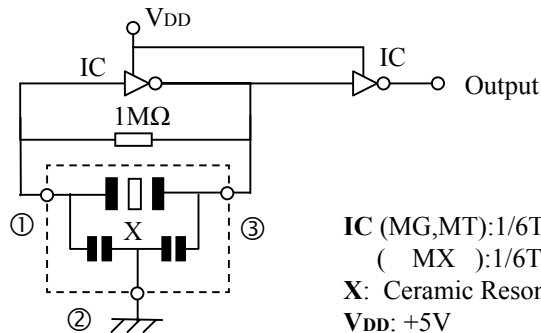 VDD
IC
IC
Output
1MΩ
X
①
③
②
IC (MG,MT):1/6T
( MX ):1/6T
X: Ceramic Reson
VDD: +5V